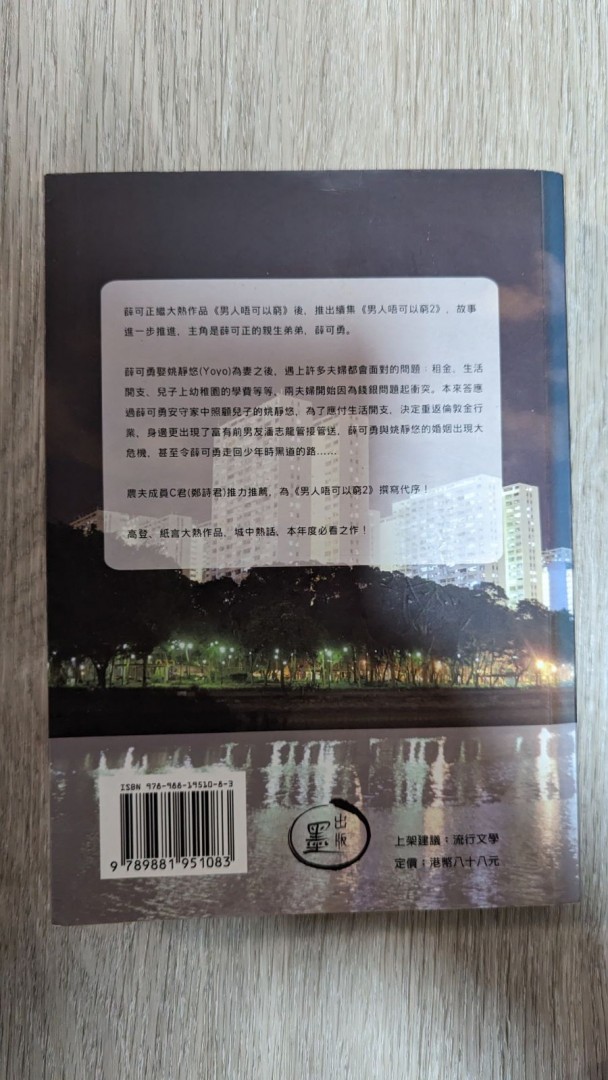 薛可正繼大熱作品《男人唔可以窮》後，推出續集《男人唔可以窮2》，故事
進一步推進，主角是薛可正的親生弟弟，薛可勇。
薛可勇娶姚靜悠(Yoyo)為妻之後，遇上許多夫婦都會面對的問題：租金、生活
開支、兒子上幼稚園的學費等等，兩夫婦開始因為錢銀問題起衝突。本來答應
過薛可勇安守家中照顧兒子的姚靜悠，為了應付生活開支，決定重返倫敦金行
業，身邊更出現了富有前男友潘志龍管接管送，薛可勇與姚靜悠的婚姻出現大
危機，甚至令薛可勇走回少年時黑道的路……
農夫成員C君(鄭詩君)推力推薦，為《男人唔可以窮2》撰寫代序！
高登、紙言大熱作品，城中熱話，本年度必看之作！
ISBN 978-988-19510-8-3
9 789881 951083
墨出版
上架建議：流行文學
定價：港幣八十八元